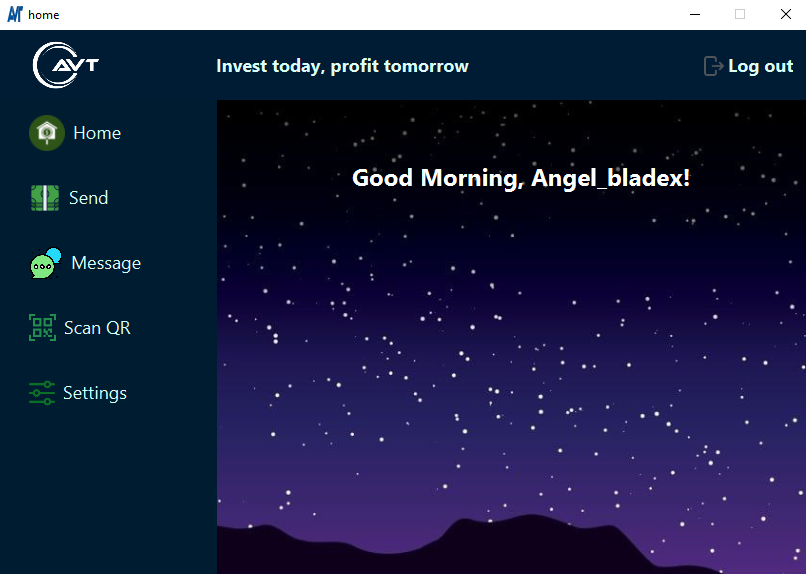 home
AVT
Invest today, profit tomorrow
Log out
Home
Send
Message
Scan QR
Settings
Good Morning, Angel_bladex!